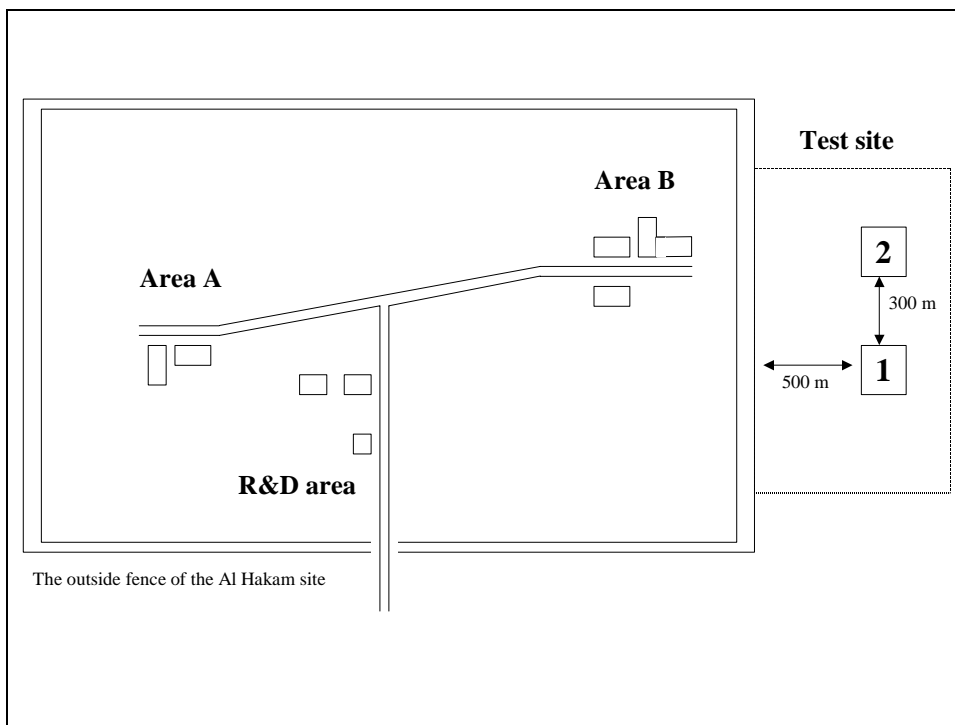 Test site
Area B
2
Area A
300 m
1
500 m
R&D area
The outside fence of the Al Hakam site